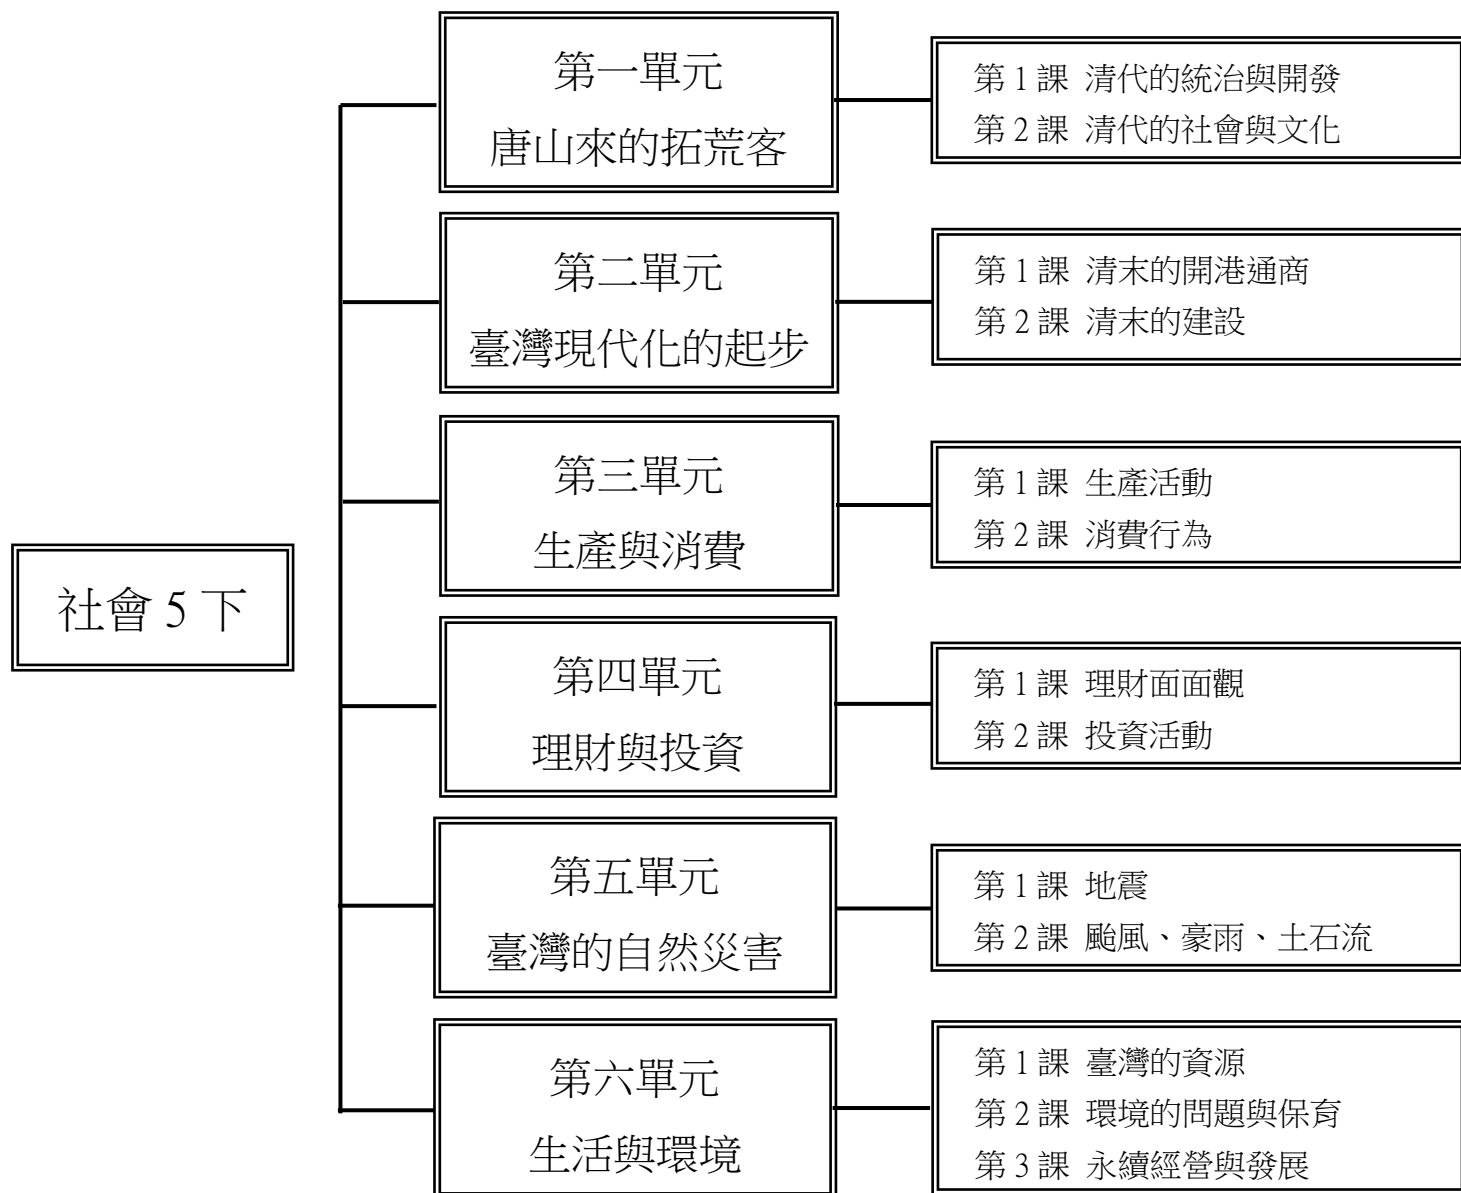 社會 5 下
第一單元
唐山來的拓荒客
第 1 課 清代的統治與開發
第 2 課 清代的社會與文化
第二單元
臺灣現代化的起步
第 1 課 清末的開港通商
第 2 課 清末的建設
第三單元
生產與消費
第 1 課 生產活動
第 2 課 消費行為
第四單元
理財與投資
第 1 課 理財面面觀
第 2 課 投資活動
第五單元
臺灣的自然災害
第 1 課 地震
第 2 課 颱風、豪雨、土石流
第六單元
生活與環境
第 1 課 臺灣的資源
第 2 課 環境的問題與保育
第 3 課 永續經營與發展